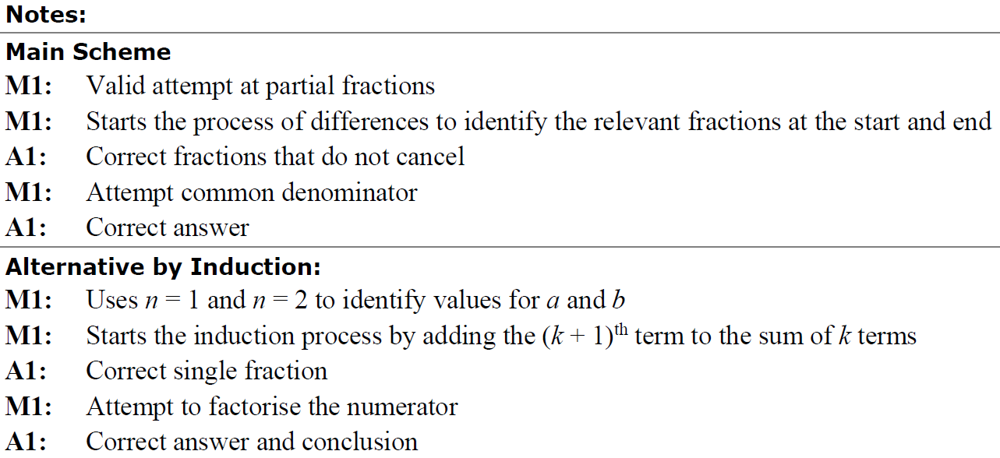 Notes:
Main Scheme
M1: Valid attempt at partial fractions
M1: Starts the process of differences to identify the relevant fractions at the start and end
A1: Correct fractions that do not cancel
M1: Attempt common denominator
A1: Correct answer
Alternative by Induction:
M1: Uses n = 1 and n = 2 to identify values for a and b
M1: Starts the induction process by adding the (k + 1)th term to the sum of k terms
A1: Correct single fraction
M1: Attempt to factorise the numerator
A1: Correct answer and conclusion